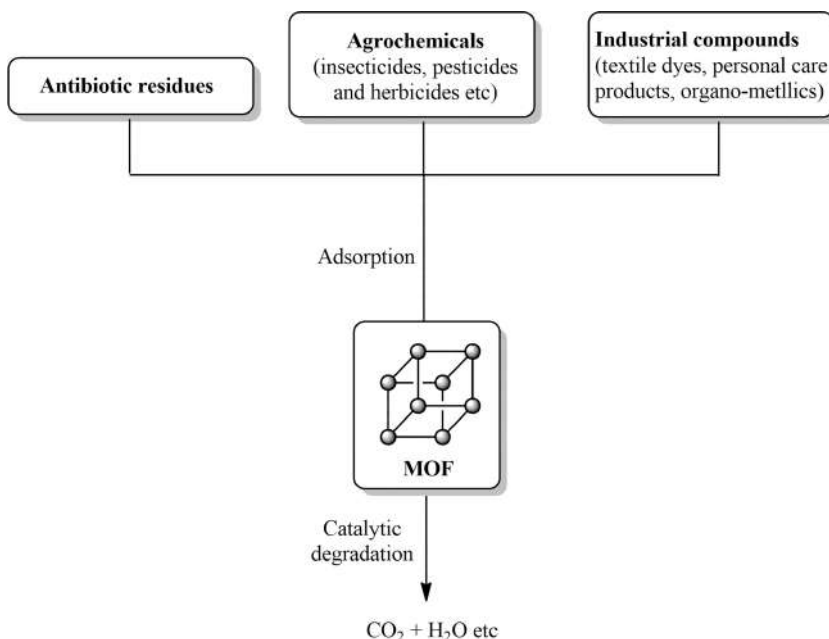 Antibiotic residues
Agrochemicals
(insecticides, pesticides
and herbicides etc)
Industrial compounds
(textile dyes, personal care
products, organo-metllics)
Adsorption
MOF
Catalytic
degradation
CO₂ + H₂O etc